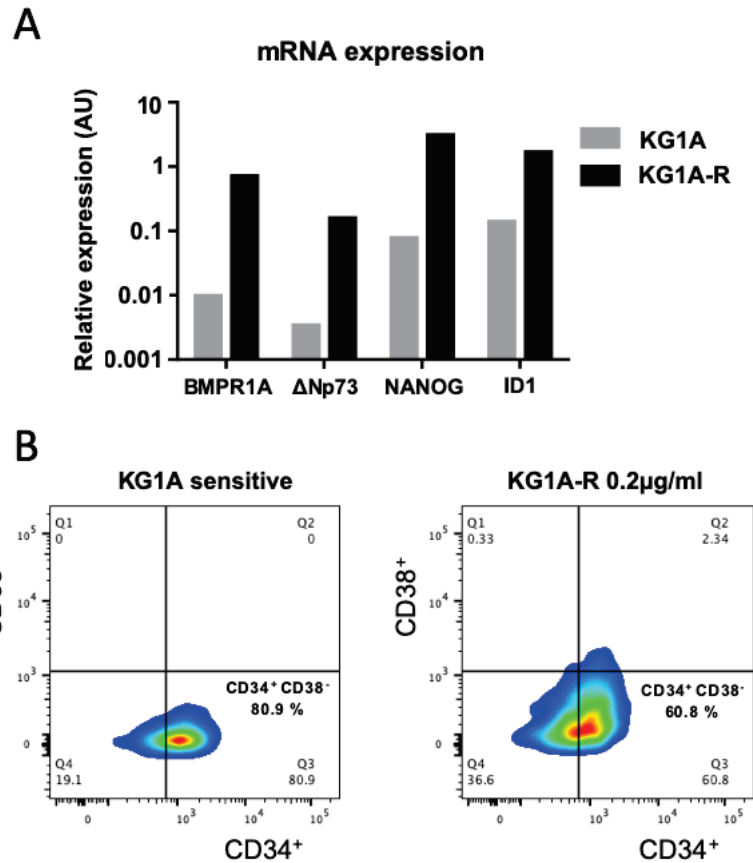 A
mRNA expression
Relative expression (AU)
10
1
0.1
0.01
0.001
BMPR1A ΔNp73 NANOG ID1
KG1A
KG1A-R
B
KG1A sensitive
Q1
0
Q2
0
10⁵
10⁴
10³
0
CD34⁺ CD38⁻
80.9 %
Q4
19.1
Q3
80.9
0 10³ 10⁴ 10⁵
CD34⁺
KG1A-R 0.2µg/ml
CD38⁺
Q1
0.33
Q2
2.34
10⁵
10⁴
10³
0
CD34⁺ CD38⁻
60.8 %
Q4
36.6
Q3
60.8
0 10³ 10⁴ 10⁵
CD34⁺